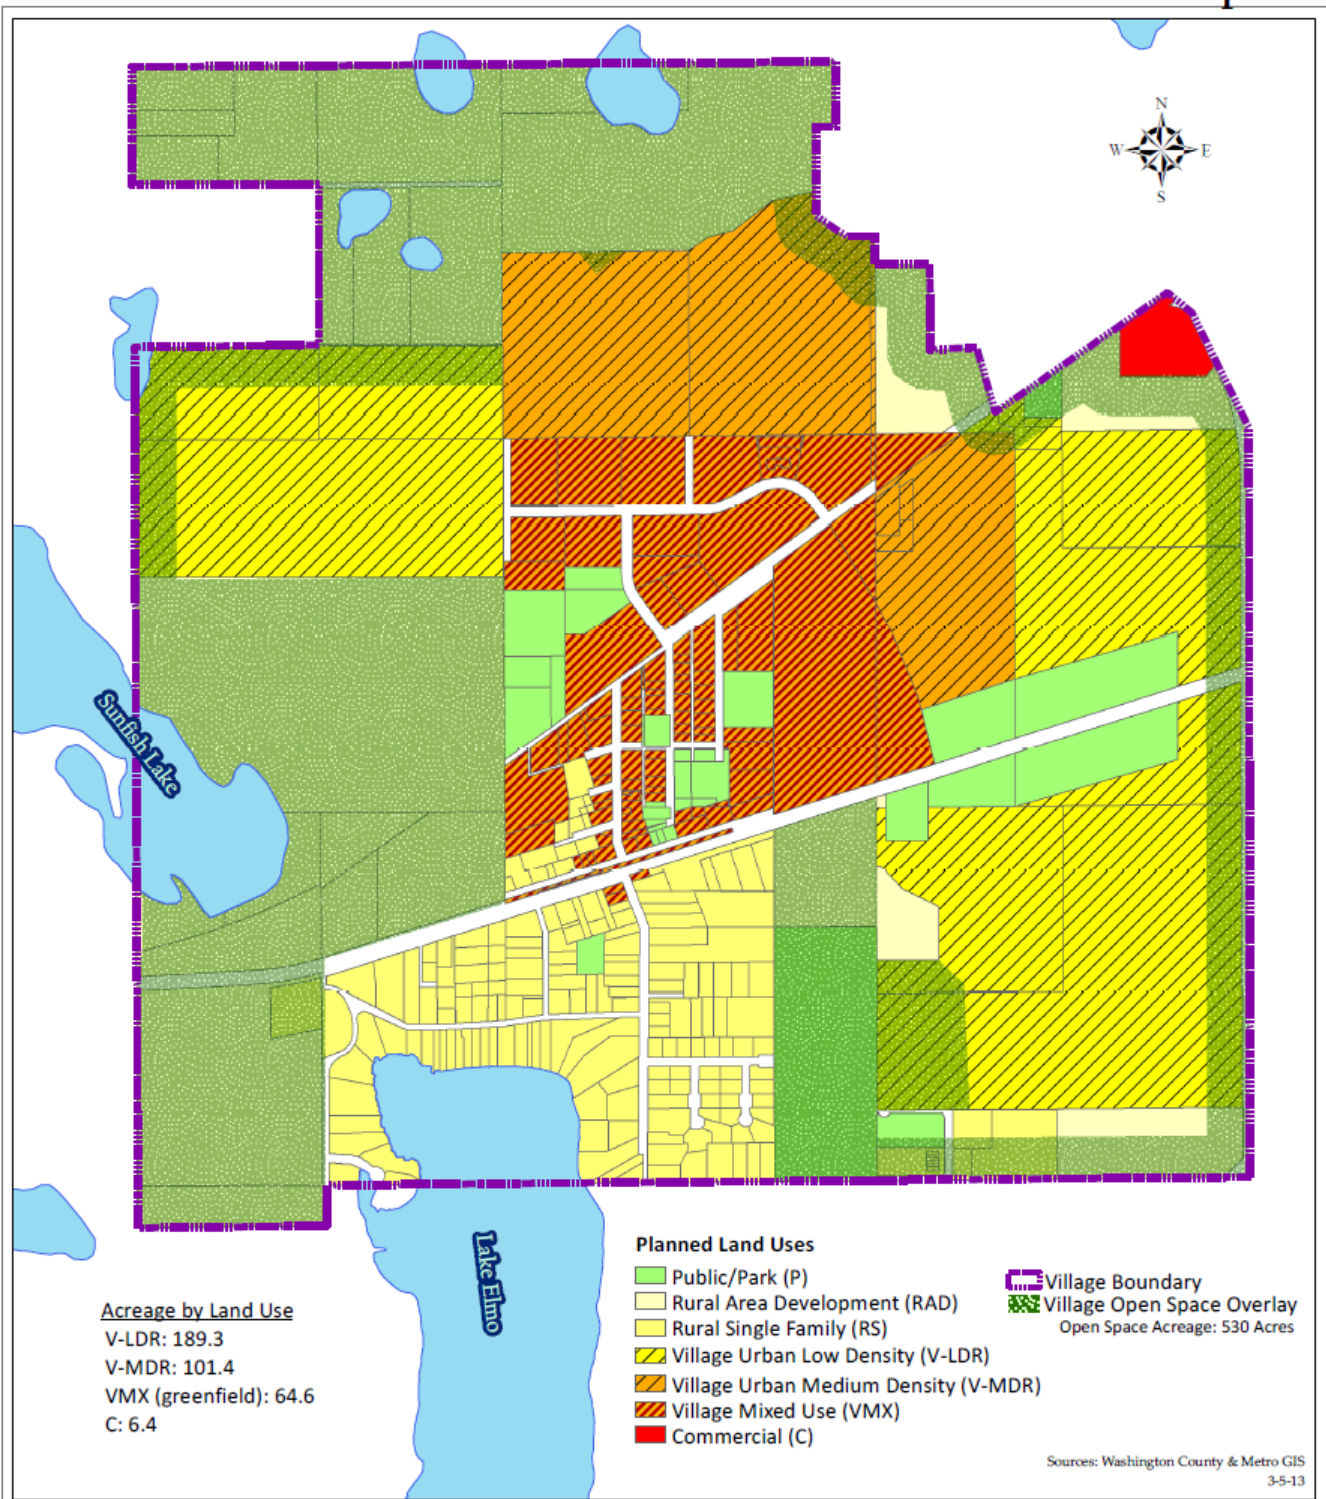 N
W E
S
Sunfish Lake
Lake Elmo
Planned Land Uses
Public/Park (P)
Rural Area Development (RAD)
Rural Single Family (RS)
Village Urban Low Density (V-LDR)
Village Urban Medium Density (V-MDR)
Village Mixed Use (VMX)
Commercial (C)
Village Boundary
Village Open Space Overlay
Open Space Acreage: 530 Acres
Acreage by Land Use
V-LDR: 189.3
V-MDR: 101.4
VMX (greenfield): 64.6
C: 6.4
Sources: Washington County & Metro GIS
3-5-13